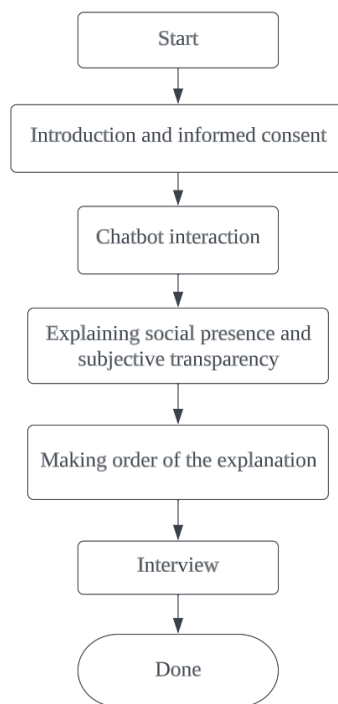 Start
Introduction and informed consent
Chatbot interaction
Explaining social presence and
subjective transparency
Making order of the explanation
Interview
Done